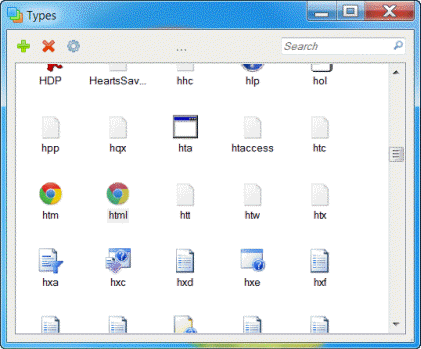 Types
... Search
HDP HeartsSav... hhc hlp hol
hpp hqx hta htaccess htc
htm html htt htw htx
hxa hxc hxd hxe hxf